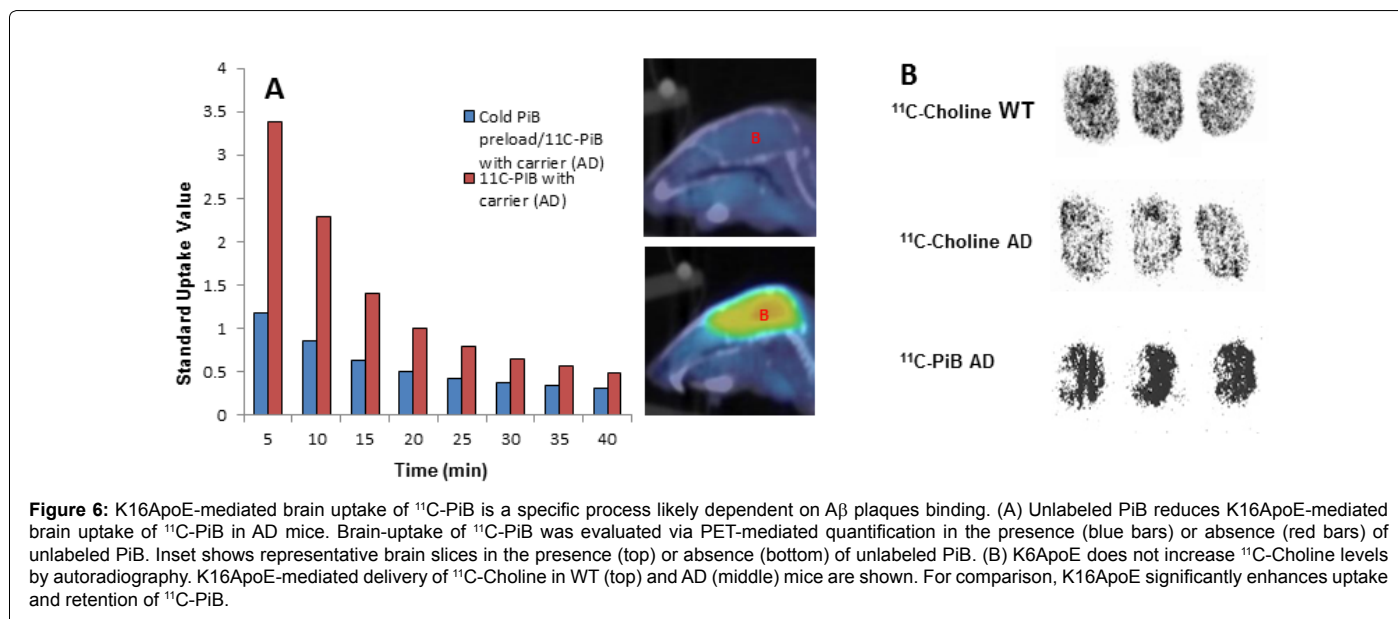 A
4
3.5
3
2.5
2
1.5
1
0.5
0
Standard Uptake Value
5 10 15 20 25 30 35 40
Time (min)
Cold PiB
preload/11C-PiB
with carrier (AD)
11C-PIB with
carrier (AD)
B
B
B
¹¹C-Choline WT
¹¹C-Choline AD
¹¹C-PiB AD
Figure 6: K16ApoE-mediated brain uptake of ¹¹C-PiB is a specific process likely dependent on Aβ plaques binding. (A) Unlabeled PiB reduces K16ApoE-mediated
brain uptake of ¹¹C-PiB in AD mice. Brain-uptake of ¹¹C-PiB was evaluated via PET-mediated quantification in the presence (blue bars) or absence (red bars) of
unlabeled PiB. Inset shows representative brain slices in the presence (top) or absence (bottom) of unlabeled PiB. (B) K6ApoE does not increase ¹¹C-Choline levels
by autoradiography. K16ApoE-mediated delivery of ¹¹C-Choline in WT (top) and AD (middle) mice are shown. For comparison, K16ApoE significantly enhances uptake
and retention of ¹¹C-PiB.